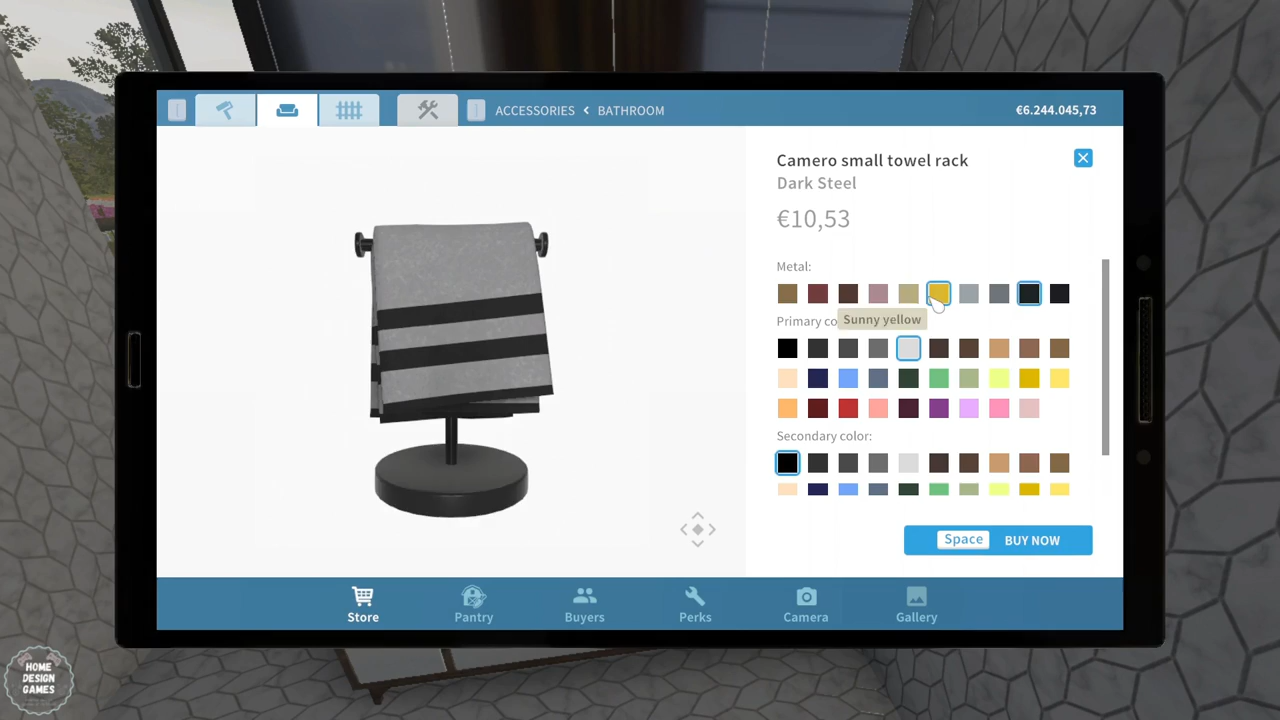 ACCESSORIES < BATHROOM
€6.244.045,73
Camero small towel rack
Dark Steel
€10,53
Metal:
Sunny yellow
Primary co
Secondary color:
Space BUY NOW
Store
Pantry
Buyers
Perks
Camera
Gallery
HOME
DESIGN
GAMES